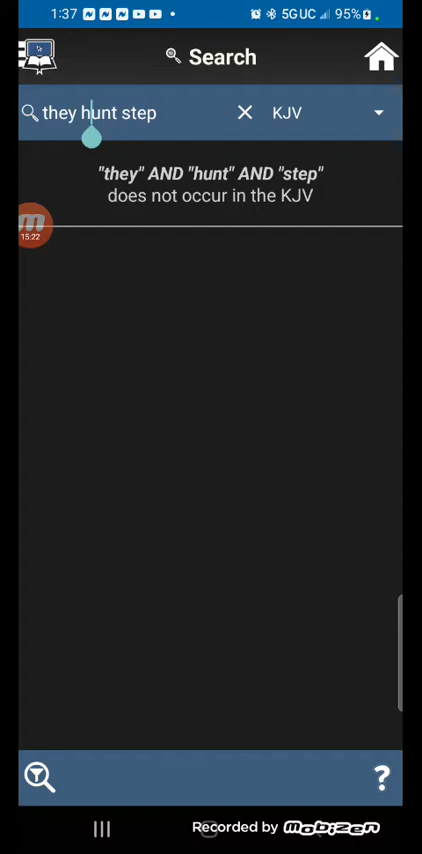 1:37 5GUC 95%
Search
they hunt step KJV
"they" AND "hunt" AND "step"
does not occur in the KJV
15:22
?
Recorded by mobizen